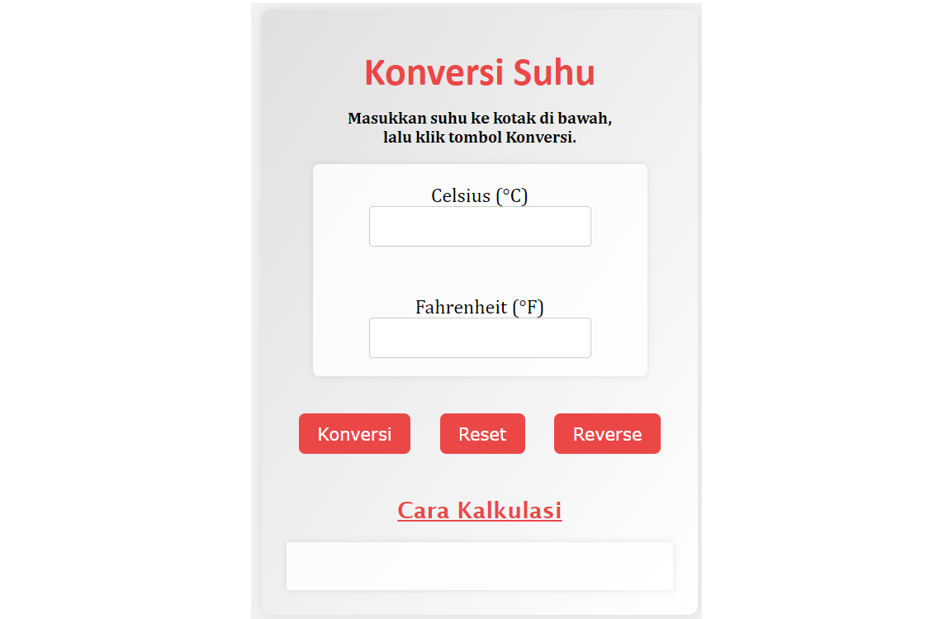 Konversi Suhu
Masukkan suhu ke kotak di bawah,
lalu klik tombol Konversi.
Celsius (°C)
Fahrenheit (°F)
Konversi Reset Reverse
Cara Kalkulasi